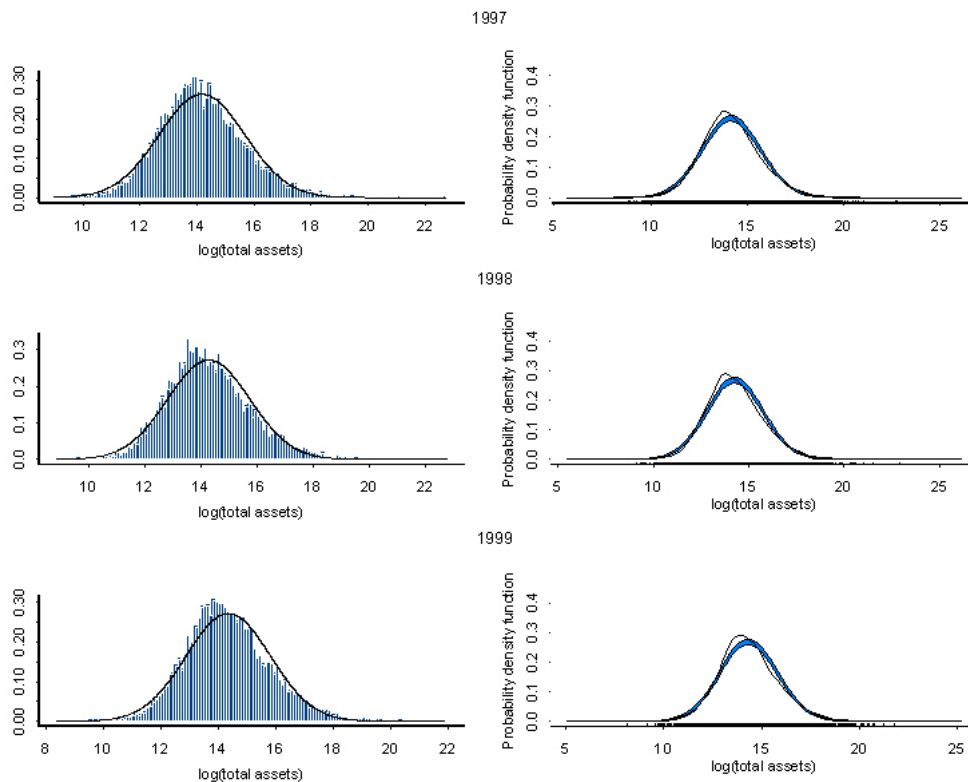 1997
0.30
0.20
0.10
0.00
10 12 14 16 18 20 22
log(total assets)
Probability density function
0.4
0.3
0.2
0.1
0.0
5 10 15 20 25
log(total assets)
1998
0.3
0.2
0.1
0.0
10 12 14 16 18 20 22
log(total assets)
Probability density function
0.4
0.3
0.2
0.1
0.0
5 10 15 20 25
log(total assets)
1999
0.30
0.20
0.10
0.00
8 10 12 14 16 18 20 22
log(total assets)
Probability density function
0.4
0.3
0.2
0.1
0.0
5 10 15 20 25
log(total assets)